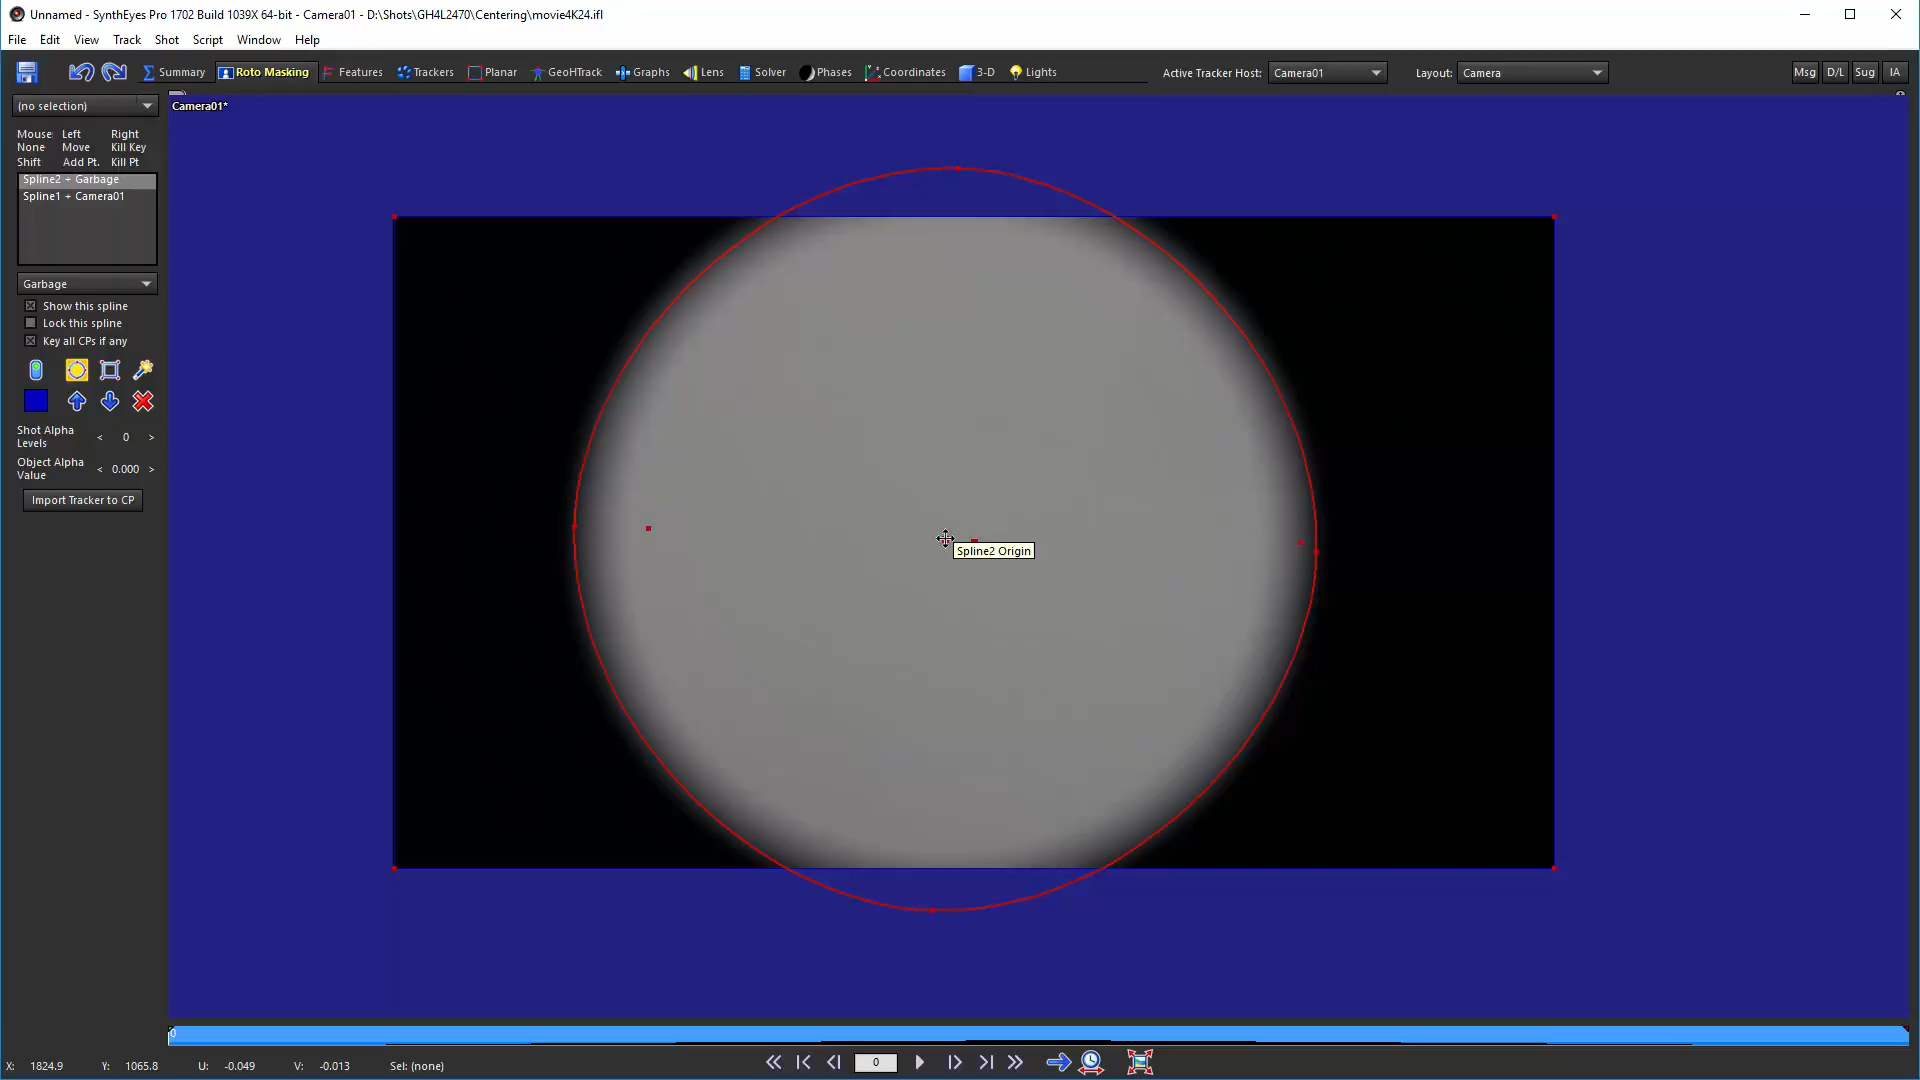 Unnamed - SynthEyes Pro 1702 Build 1039X 64-bit - Camera01 - D:\Shots\GH4L2470\Centering\movie4K24.ifl
File Edit View Track Shot Script Window Help
Summary Roto Masking Features Trackers Planar GeoHTrack Graphs Lens Solver Phases Coordinates 3-D Lights Active Tracker Host: Camera01 Layout: Camera Msg D/L Sug IA
(no selection)
Camera01*
Mouse Left Right
None Move Kill Key
Shift Add Pt. Kill Pt
Spline2 + Garbage
Spline1 + Camera01
Garbage
Show this spline
Lock this spline
Key all CPs if any
Shot Alpha Levels < 0 >
Object Alpha Value < 0.000 >
Import Tracker to CP
Spline2 Origin
0
X: 1824.9 Y: 1065.8 U: -0.049 V: -0.013 Sel: (none) 0